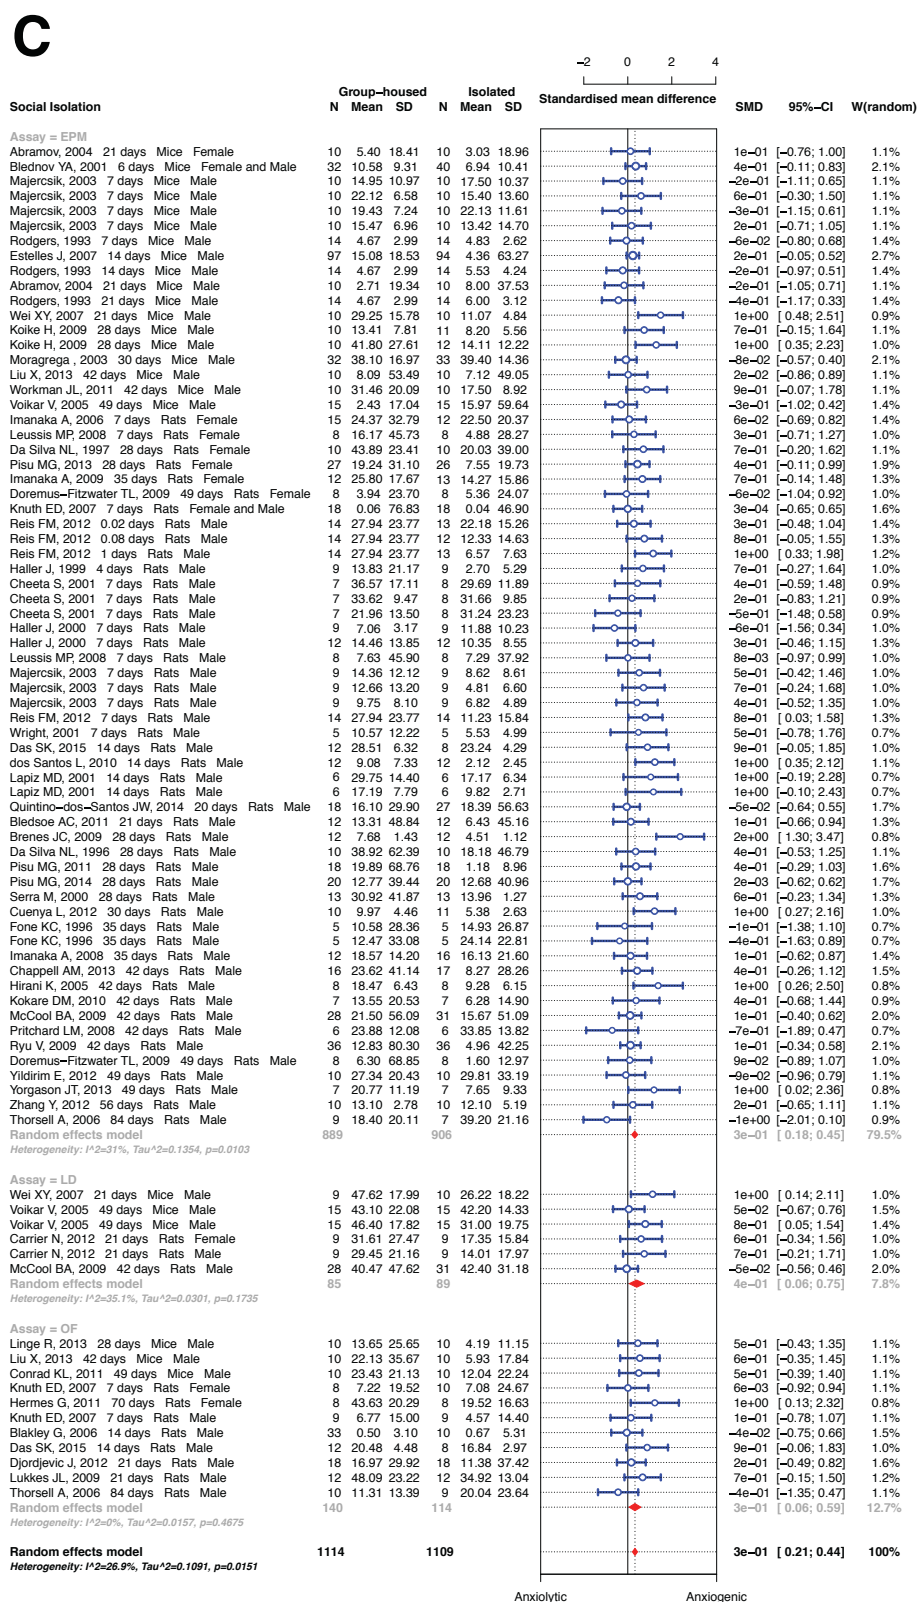 C
−2 0 2 4
Group−housed Isolated
Social Isolation N Mean SD N Mean SD Standardised mean difference SMD 95%−CI W(random)
Assay = EPM
Abramov, 2004 21 days Mice Female 10 5.40 18.41 10 3.03 18.96 1e−01 [−0.76; 1.00] 1.1%
Blednov YA, 2001 6 days Mice Female and Male 32 10.58 9.31 40 6.94 10.41 4e−01 [−0.11; 0.83] 2.1%
Majercsik, 2003 7 days Mice Male 10 14.95 10.97 10 17.50 10.37 −2e−01 [−1.11; 0.65] 1.1%
Majercsik, 2003 7 days Mice Male 10 22.12 6.58 10 15.40 13.60 6e−01 [−0.30; 1.50] 1.1%
Majercsik, 2003 7 days Mice Male 10 19.43 7.24 10 22.13 11.61 −3e−01 [−1.15; 0.61] 1.1%
Majercsik, 2003 7 days Mice Male 10 15.47 6.96 10 13.42 14.70 2e−01 [−0.71; 1.05] 1.1%
Rodgers, 1993 7 days Mice Male 14 4.67 2.99 14 4.83 2.62 −6e−02 [−0.80; 0.68] 1.4%
Estelles J, 2007 14 days Mice Male 97 15.08 18.53 94 4.36 63.27 2e−01 [−0.05; 0.52] 2.7%
Rodgers, 1993 14 days Mice Male 14 4.67 2.99 14 5.53 4.24 −2e−01 [−0.97; 0.51] 1.4%
Abramov, 2004 21 days Mice Male 10 2.71 19.34 10 8.00 37.53 −2e−01 [−1.05; 0.71] 1.1%
Rodgers, 1993 21 days Mice Male 14 4.67 2.99 14 6.00 3.12 −4e−01 [−1.17; 0.33] 1.4%
Wei XY, 2007 21 days Mice Male 10 29.25 15.78 10 11.07 4.84 1e+00 [ 0.48; 2.51] 0.9%
Koike H, 2009 28 days Mice Male 10 13.41 7.81 11 8.20 5.56 7e−01 [−0.15; 1.64] 1.1%
Koike H, 2009 28 days Mice Male 10 41.80 27.61 12 14.11 12.22 1e+00 [ 0.35; 2.23] 1.0%
Moragrega , 2003 30 days Mice Male 32 38.10 16.97 33 39.40 14.36 −8e−02 [−0.57; 0.40] 2.1%
Liu X, 2013 42 days Mice Male 10 8.09 53.49 10 7.12 49.05 2e−02 [−0.86; 0.89] 1.1%
Workman JL, 2011 42 days Mice Male 10 31.46 20.09 10 17.50 8.92 9e−01 [−0.07; 1.78] 1.1%
Voikar V, 2005 49 days Mice Male 15 2.43 17.04 15 15.97 59.64 −3e−01 [−1.02; 0.42] 1.4%
Imanaka A, 2006 7 days Rats Female 15 24.37 32.79 12 22.50 20.37 6e−02 [−0.69; 0.82] 1.4%
Leussis MP, 2008 7 days Rats Female 8 16.17 45.73 8 4.88 28.27 3e−01 [−0.71; 1.27] 1.0%
Da Silva NL, 1997 28 days Rats Female 10 43.89 23.41 10 20.03 39.00 7e−01 [−0.20; 1.62] 1.1%
Pisu MG, 2013 28 days Rats Female 27 19.24 31.10 26 7.55 19.73 4e−01 [−0.11; 0.99] 1.9%
Imanaka A, 2009 35 days Rats Female 12 25.80 17.67 13 14.27 15.86 7e−01 [−0.14; 1.48] 1.1%
Doremus−Fitzwater TL, 2009 49 days Rats Female 8 3.94 23.70 8 5.36 24.07 −6e−02 [−1.04; 0.92] 1.0%
Knuth ED, 2007 7 days Rats Female and Male 18 0.06 76.83 18 0.04 46.90 3e−04 [−0.65; 0.65] 1.6%
Reis FM, 2012 0.02 days Rats Male 14 27.94 23.77 13 22.18 15.26 3e−01 [−0.48; 1.04] 1.4%
Reis FM, 2012 0.08 days Rats Male 14 27.94 23.77 12 12.33 14.63 8e−01 [−0.05; 1.55] 1.3%
Reis FM, 2012 1 days Rats Male 14 27.94 23.77 13 6.57 7.63 1e+00 [ 0.33; 1.98] 1.2%
Haller J, 1999 4 days Rats Male 9 13.83 21.17 9 2.70 5.29 7e−01 [−0.27; 1.64] 1.0%
Cheeta S, 2001 7 days Rats Male 7 36.57 17.11 8 29.69 11.89 4e−01 [−0.59; 1.48] 0.9%
Cheeta S, 2001 7 days Rats Male 7 33.62 9.47 8 31.66 9.85 2e−01 [−0.83; 1.21] 0.9%
Cheeta S, 2001 7 days Rats Male 7 21.96 13.50 8 31.24 23.23 −5e−01 [−1.48; 0.58] 0.9%
Haller J, 2000 7 days Rats Male 9 7.06 3.17 9 11.88 10.23 −6e−01 [−1.56; 0.34] 1.0%
Haller J, 2000 7 days Rats Male 12 14.46 13.85 12 10.35 8.55 3e−01 [−0.46; 1.15] 1.3%
Leussis MP, 2008 7 days Rats Male 8 7.63 45.90 8 7.29 37.92 8e−03 [−0.97; 0.99] 1.0%
Majercsik, 2003 7 days Rats Male 9 14.36 12.12 9 8.62 8.61 5e−01 [−0.42; 1.46] 1.0%
Majercsik, 2003 7 days Rats Male 9 12.66 13.20 9 4.81 6.60 7e−01 [−0.24; 1.68] 1.0%
Majercsik, 2003 7 days Rats Male 9 9.75 8.10 9 6.82 4.89 4e−01 [−0.52; 1.35] 1.0%
Reis FM, 2012 7 days Rats Male 14 27.94 23.77 14 11.23 15.84 8e−01 [ 0.03; 1.58] 1.3%
Wright, 2001 7 days Rats Male 5 10.57 12.22 5 5.53 4.99 5e−01 [−0.78; 1.76] 0.7%
Das SK, 2015 14 days Rats Male 12 28.51 6.32 8 23.24 4.29 9e−01 [−0.05; 1.85] 1.0%
dos Santos L, 2010 14 days Rats Male 12 9.08 7.33 12 2.12 2.45 1e+00 [ 0.35; 2.12] 1.0%
Lapiz MD, 2001 14 days Rats Male 6 29.75 14.40 6 17.17 6.34 1e+00 [−0.19; 2.28] 0.7%
Lapiz MD, 2001 14 days Rats Male 6 17.19 7.79 6 9.82 2.71 1e+00 [−0.10; 2.43] 0.7%
Quintino−dos−Santos JW, 2014 20 days Rats Male 18 16.10 29.90 27 18.39 56.63 −5e−02 [−0.64; 0.55] 1.7%
Bledsoe AC, 2011 21 days Rats Male 12 13.31 48.84 12 6.43 45.16 1e−01 [−0.66; 0.94] 1.3%
Brenes JC, 2009 28 days Rats Male 12 7.68 1.43 12 4.51 1.12 2e+00 [ 1.30; 3.47] 0.8%
Da Silva NL, 1996 28 days Rats Male 10 38.92 62.39 10 18.18 46.79 4e−01 [−0.53; 1.25] 1.1%
Pisu MG, 2011 28 days Rats Male 18 19.89 68.76 18 1.18 8.96 4e−01 [−0.29; 1.03] 1.6%
Pisu MG, 2014 28 days Rats Male 20 12.77 39.44 20 12.68 40.96 2e−03 [−0.62; 0.62] 1.7%
Serra M, 2000 28 days Rats Male 13 30.92 41.87 13 13.96 1.27 6e−01 [−0.23; 1.34] 1.3%
Cuenya L, 2012 30 days Rats Male 10 9.97 4.46 11 5.38 2.63 1e+00 [ 0.27; 2.16] 1.0%
Fone KC, 1996 35 days Rats Male 5 10.58 28.36 5 14.93 26.87 −1e−01 [−1.38; 1.10] 0.7%
Fone KC, 1996 35 days Rats Male 5 12.47 33.08 5 24.14 22.81 −4e−01 [−1.63; 0.89] 0.7%
Imanaka A, 2008 35 days Rats Male 12 18.57 14.20 16 16.13 21.60 1e−01 [−0.62; 0.87] 1.4%
Chappell AM, 2013 42 days Rats Male 16 23.62 41.14 17 8.27 28.26 4e−01 [−0.26; 1.12] 1.5%
Hirani K, 2005 42 days Rats Male 8 18.47 6.43 8 9.28 6.15 1e+00 [ 0.26; 2.50] 0.8%
Kokare DM, 2010 42 days Rats Male 7 13.55 20.53 7 6.28 14.90 4e−01 [−0.68; 1.44] 0.9%
McCool BA, 2009 42 days Rats Male 28 21.50 56.09 31 15.67 51.09 1e−01 [−0.40; 0.62] 2.0%
Pritchard LM, 2008 42 days Rats Male 6 23.88 12.08 6 33.85 13.82 −7e−01 [−1.89; 0.47] 0.7%
Ryu V, 2009 42 days Rats Male 36 12.83 80.30 36 4.96 42.25 1e−01 [−0.34; 0.58] 2.1%
Doremus−Fitzwater TL, 2009 49 days Rats Male 8 6.30 68.85 8 1.60 12.97 9e−02 [−0.89; 1.07] 1.0%
Yildirim E, 2012 49 days Rats Male 10 27.34 20.43 10 29.81 33.19 −9e−02 [−0.96; 0.79] 1.1%
Yorgason JT, 2013 49 days Rats Male 7 20.77 11.19 7 7.65 9.33 1e+00 [ 0.02; 2.36] 0.8%
Zhang Y, 2012 56 days Rats Male 10 13.10 2.78 10 12.10 5.19 2e−01 [−0.65; 1.11] 1.1%
Thorsell A, 2006 84 days Rats Male 9 18.40 20.11 7 39.20 21.16 −1e+00 [−2.01; 0.10] 0.9%
Random effects model 889 906 3e−01 [ 0.18; 0.45] 79.5%
Heterogeneity: I^2=31%, Tau^2=0.1354, p=0.0103
Assay = LD
Wei XY, 2007 21 days Mice Male 9 47.62 17.99 10 26.22 18.22 1e+00 [ 0.14; 2.11] 1.0%
Voikar V, 2005 49 days Mice Male 15 43.10 22.08 15 42.20 14.33 5e−02 [−0.67; 0.76] 1.5%
Voikar V, 2005 49 days Mice Male 15 46.40 17.82 15 31.00 19.75 8e−01 [ 0.05; 1.54] 1.4%
Carrier N, 2012 21 days Rats Female 9 31.61 27.47 9 17.35 15.84 6e−01 [−0.34; 1.56] 1.0%
Carrier N, 2012 21 days Rats Male 9 29.45 21.16 9 14.01 17.97 7e−01 [−0.21; 1.71] 1.0%
McCool BA, 2009 42 days Rats Male 28 40.47 47.62 31 42.40 31.18 −5e−02 [−0.56; 0.46] 2.0%
Random effects model 85 89 4e−01 [ 0.06; 0.75] 7.8%
Heterogeneity: I^2=35.1%, Tau^2=0.0301, p=0.1735
Assay = OF
Linge R, 2013 28 days Mice Male 10 13.65 25.65 10 4.19 11.15 5e−01 [−0.43; 1.35] 1.1%
Liu X, 2013 42 days Mice Male 10 22.13 35.67 10 5.93 17.84 6e−01 [−0.35; 1.45] 1.1%
Conrad KL, 2011 49 days Mice Male 10 23.43 21.13 10 12.04 22.24 5e−01 [−0.39; 1.40] 1.1%
Knuth ED, 2007 7 days Rats Female 8 7.22 19.52 10 7.08 24.67 6e−03 [−0.92; 0.94] 1.1%
Hermes G, 2011 70 days Rats Female 8 43.63 20.29 8 19.52 16.63 1e+00 [ 0.13; 2.32] 0.8%
Knuth ED, 2007 7 days Rats Male 9 6.77 15.00 9 4.57 14.40 1e−01 [−0.78; 1.07] 1.1%
Blakley G, 2006 14 days Rats Male 33 0.50 3.10 10 0.67 5.31 −4e−02 [−0.75; 0.66] 1.5%
Das SK, 2015 14 days Rats Male 12 20.48 4.48 8 16.84 2.97 9e−01 [−0.06; 1.83] 1.0%
Djordjevic J, 2012 21 days Rats Male 18 16.97 29.92 18 11.38 37.42 2e−01 [−0.49; 0.82] 1.6%
Lukkes JL, 2009 21 days Rats Male 12 48.09 23.22 12 34.92 13.04 7e−01 [−0.15; 1.50] 1.2%
Thorsell A, 2006 84 days Rats Male 10 11.31 13.39 9 20.04 23.64 −4e−01 [−1.35; 0.47] 1.1%
Random effects model 140 114 3e−01 [ 0.06; 0.59] 12.7%
Heterogeneity: I^2=0%, Tau^2=0.0157, p=0.4675
Random effects model 1114 1109 3e−01 [ 0.21; 0.44] 100%
Heterogeneity: I^2=26.9%, Tau^2=0.1091, p=0.0151
Anxiolytic Anxiogenic